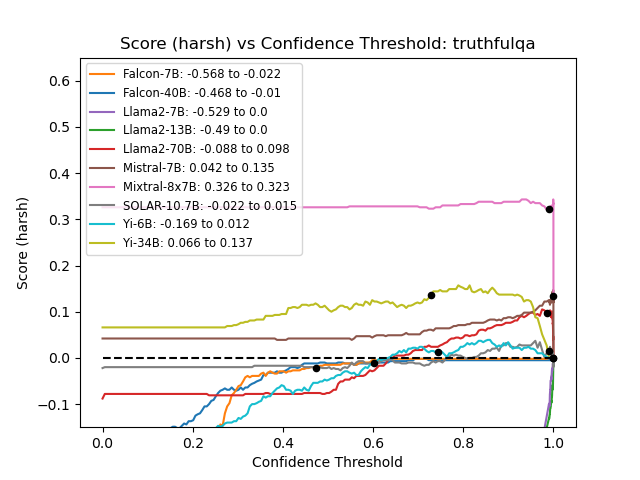 Score (harsh) vs Confidence Threshold: truthfulqa
Falcon-7B: -0.568 to -0.022
Falcon-40B: -0.468 to -0.01
Llama2-7B: -0.529 to 0.0
Llama2-13B: -0.49 to 0.0
Llama2-70B: -0.088 to 0.098
Mistral-7B: 0.042 to 0.135
Mixtral-8x7B: 0.326 to 0.323
SOLAR-10.7B: -0.022 to 0.015
Yi-6B: -0.169 to 0.012
Yi-34B: 0.066 to 0.137
Score (harsh)
0.6
0.5
0.4
0.3
0.2
0.1
0.0
−0.1
0.0 0.2 0.4 0.6 0.8 1.0
Confidence Threshold